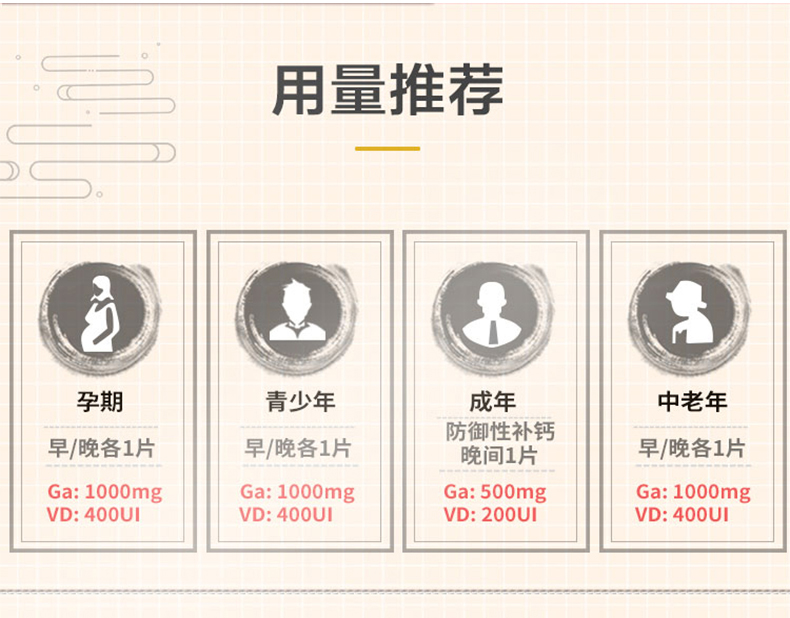 用量推荐
孕期
早/晚各1片
Ga: 1000mg
VD: 400UI
青少年
早/晚各1片
Ga: 1000mg
VD: 400UI
成年
防御性补钙
晚间1片
Ga: 500mg
VD: 200UI
中老年
早/晚各1片
Ga: 1000mg
VD: 400UI